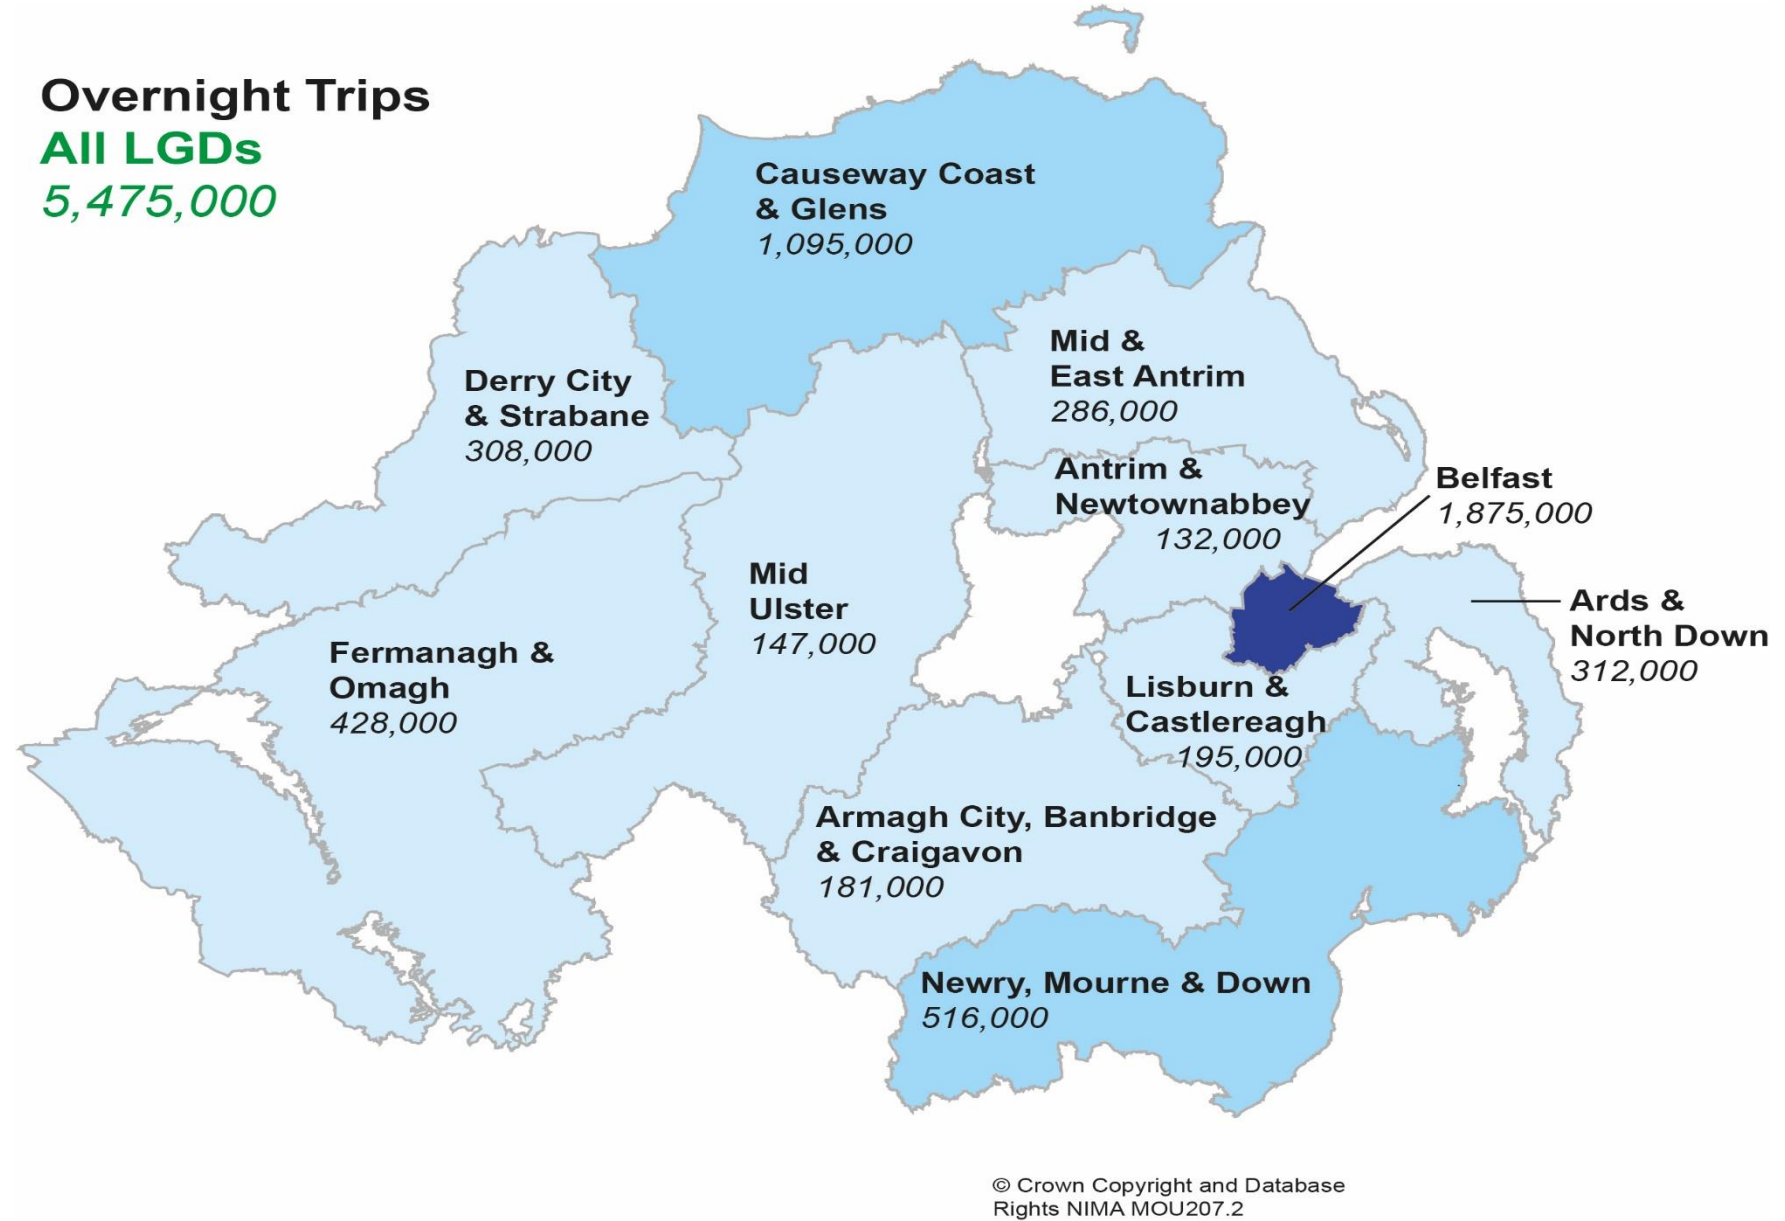 Overnight Trips
All LGDs
5,475,000
Causeway Coast
& Glens
1,095,000
Mid &
East Antrim
286,000
Derry City
& Strabane
308,000
Antrim &
Newtownabbey
132,000
Belfast
1,875,000
Mid
Ulster
147,000
Ards &
North Down
312,000
Fermanagh &
Omagh
428,000
Lisburn &
Castlereagh
195,000
Armagh City, Banbridge
& Craigavon
181,000
Newry, Mourne & Down
516,000
© Crown Copyright and Database
Rights NIMA MOU207.2